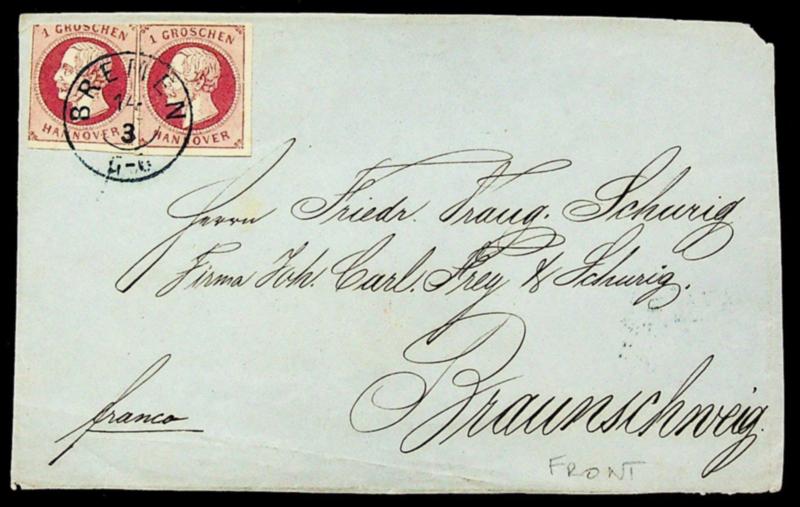 1 GROSCHEN
HANNOVER
1 GROSCHEN
HANNOVER
BREMEN
14
3
Herrn Friedr. Traug. Schurig
Firma Joh. Carl. Frey & Schurig.
Braunschweig.
franco
FRONT